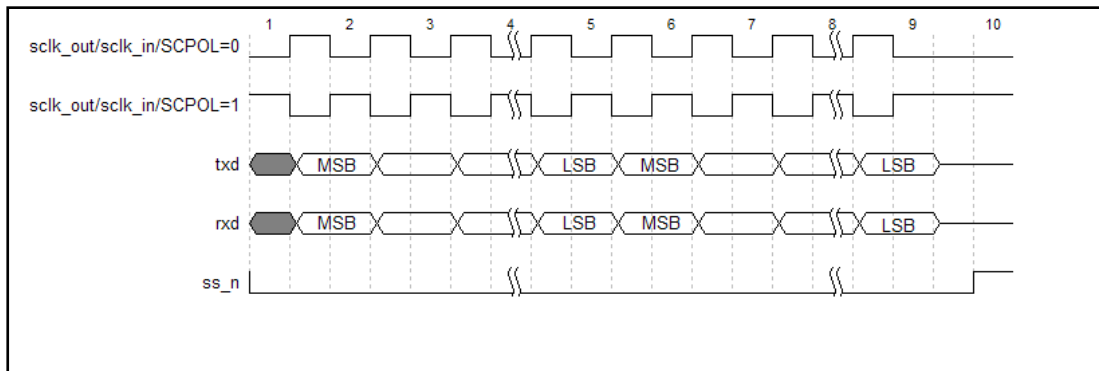 1 2 3 4 5 6 7 8 9 10
sclk_out/sclk_in/SCPOL=0
sclk_out/sclk_in/SCPOL=1
txd MSB LSB MSB LSB
rxd MSB LSB MSB LSB
ss_n